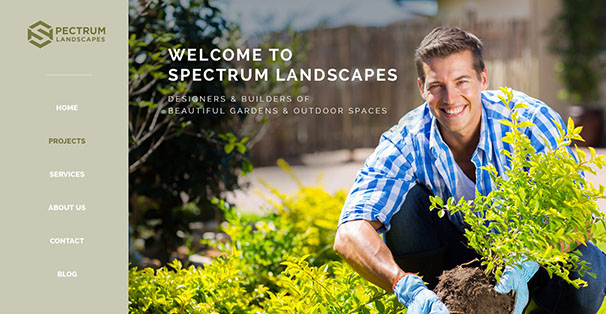 SPECTRUM
LANDSCAPES
HOME
PROJECTS
SERVICES
ABOUT US
CONTACT
BLOG
WELCOME TO
SPECTRUM LANDSCAPES
DESIGNERS & BUILDERS OF
BEAUTIFUL GARDENS & OUTDOOR SPACES